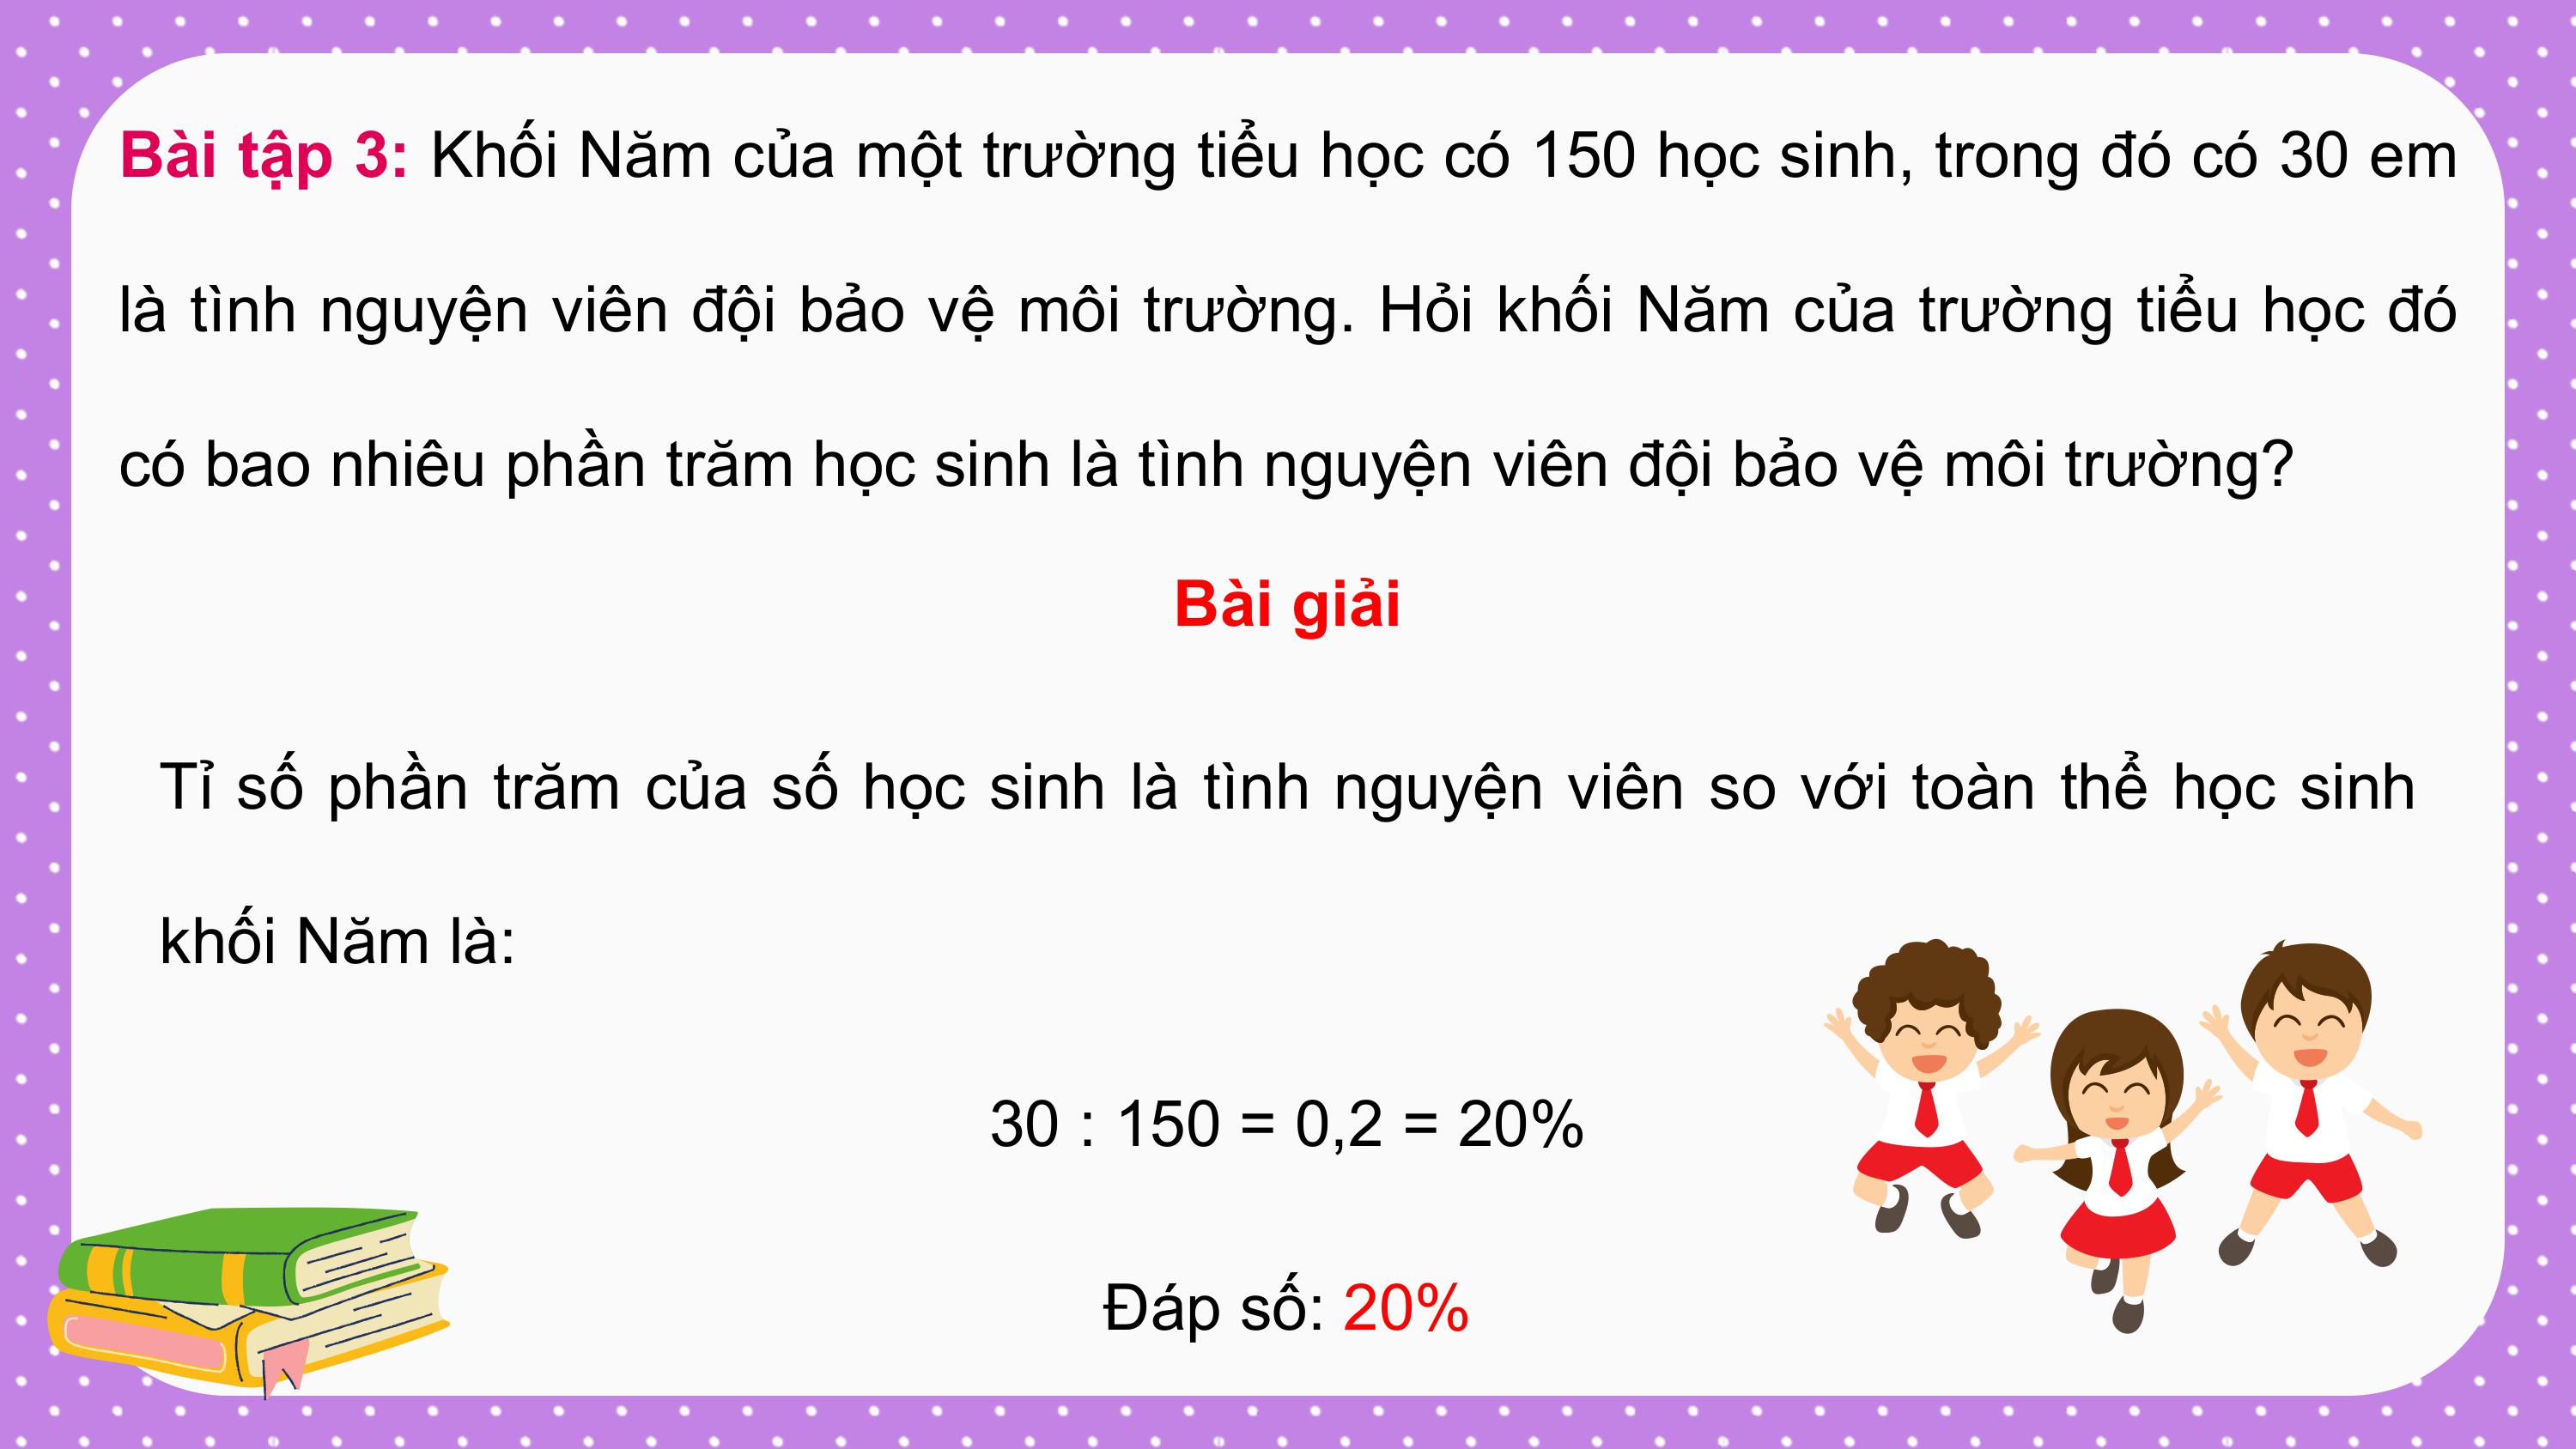 Bài tập 3: Khối Năm của một trường tiểu học có 150 học sinh, trong đó có 30 em
là tình nguyện viên đội bảo vệ môi trường. Hỏi khối Năm của trường tiểu học đó
có bao nhiêu phần trăm học sinh là tình nguyện viên đội bảo vệ môi trường?
Bài giải
Tỉ số phần trăm của số học sinh là tình nguyện viên so với toàn thể học sinh
khối Năm là:
30 : 150 = 0,2 = 20%
Đáp số: 20%